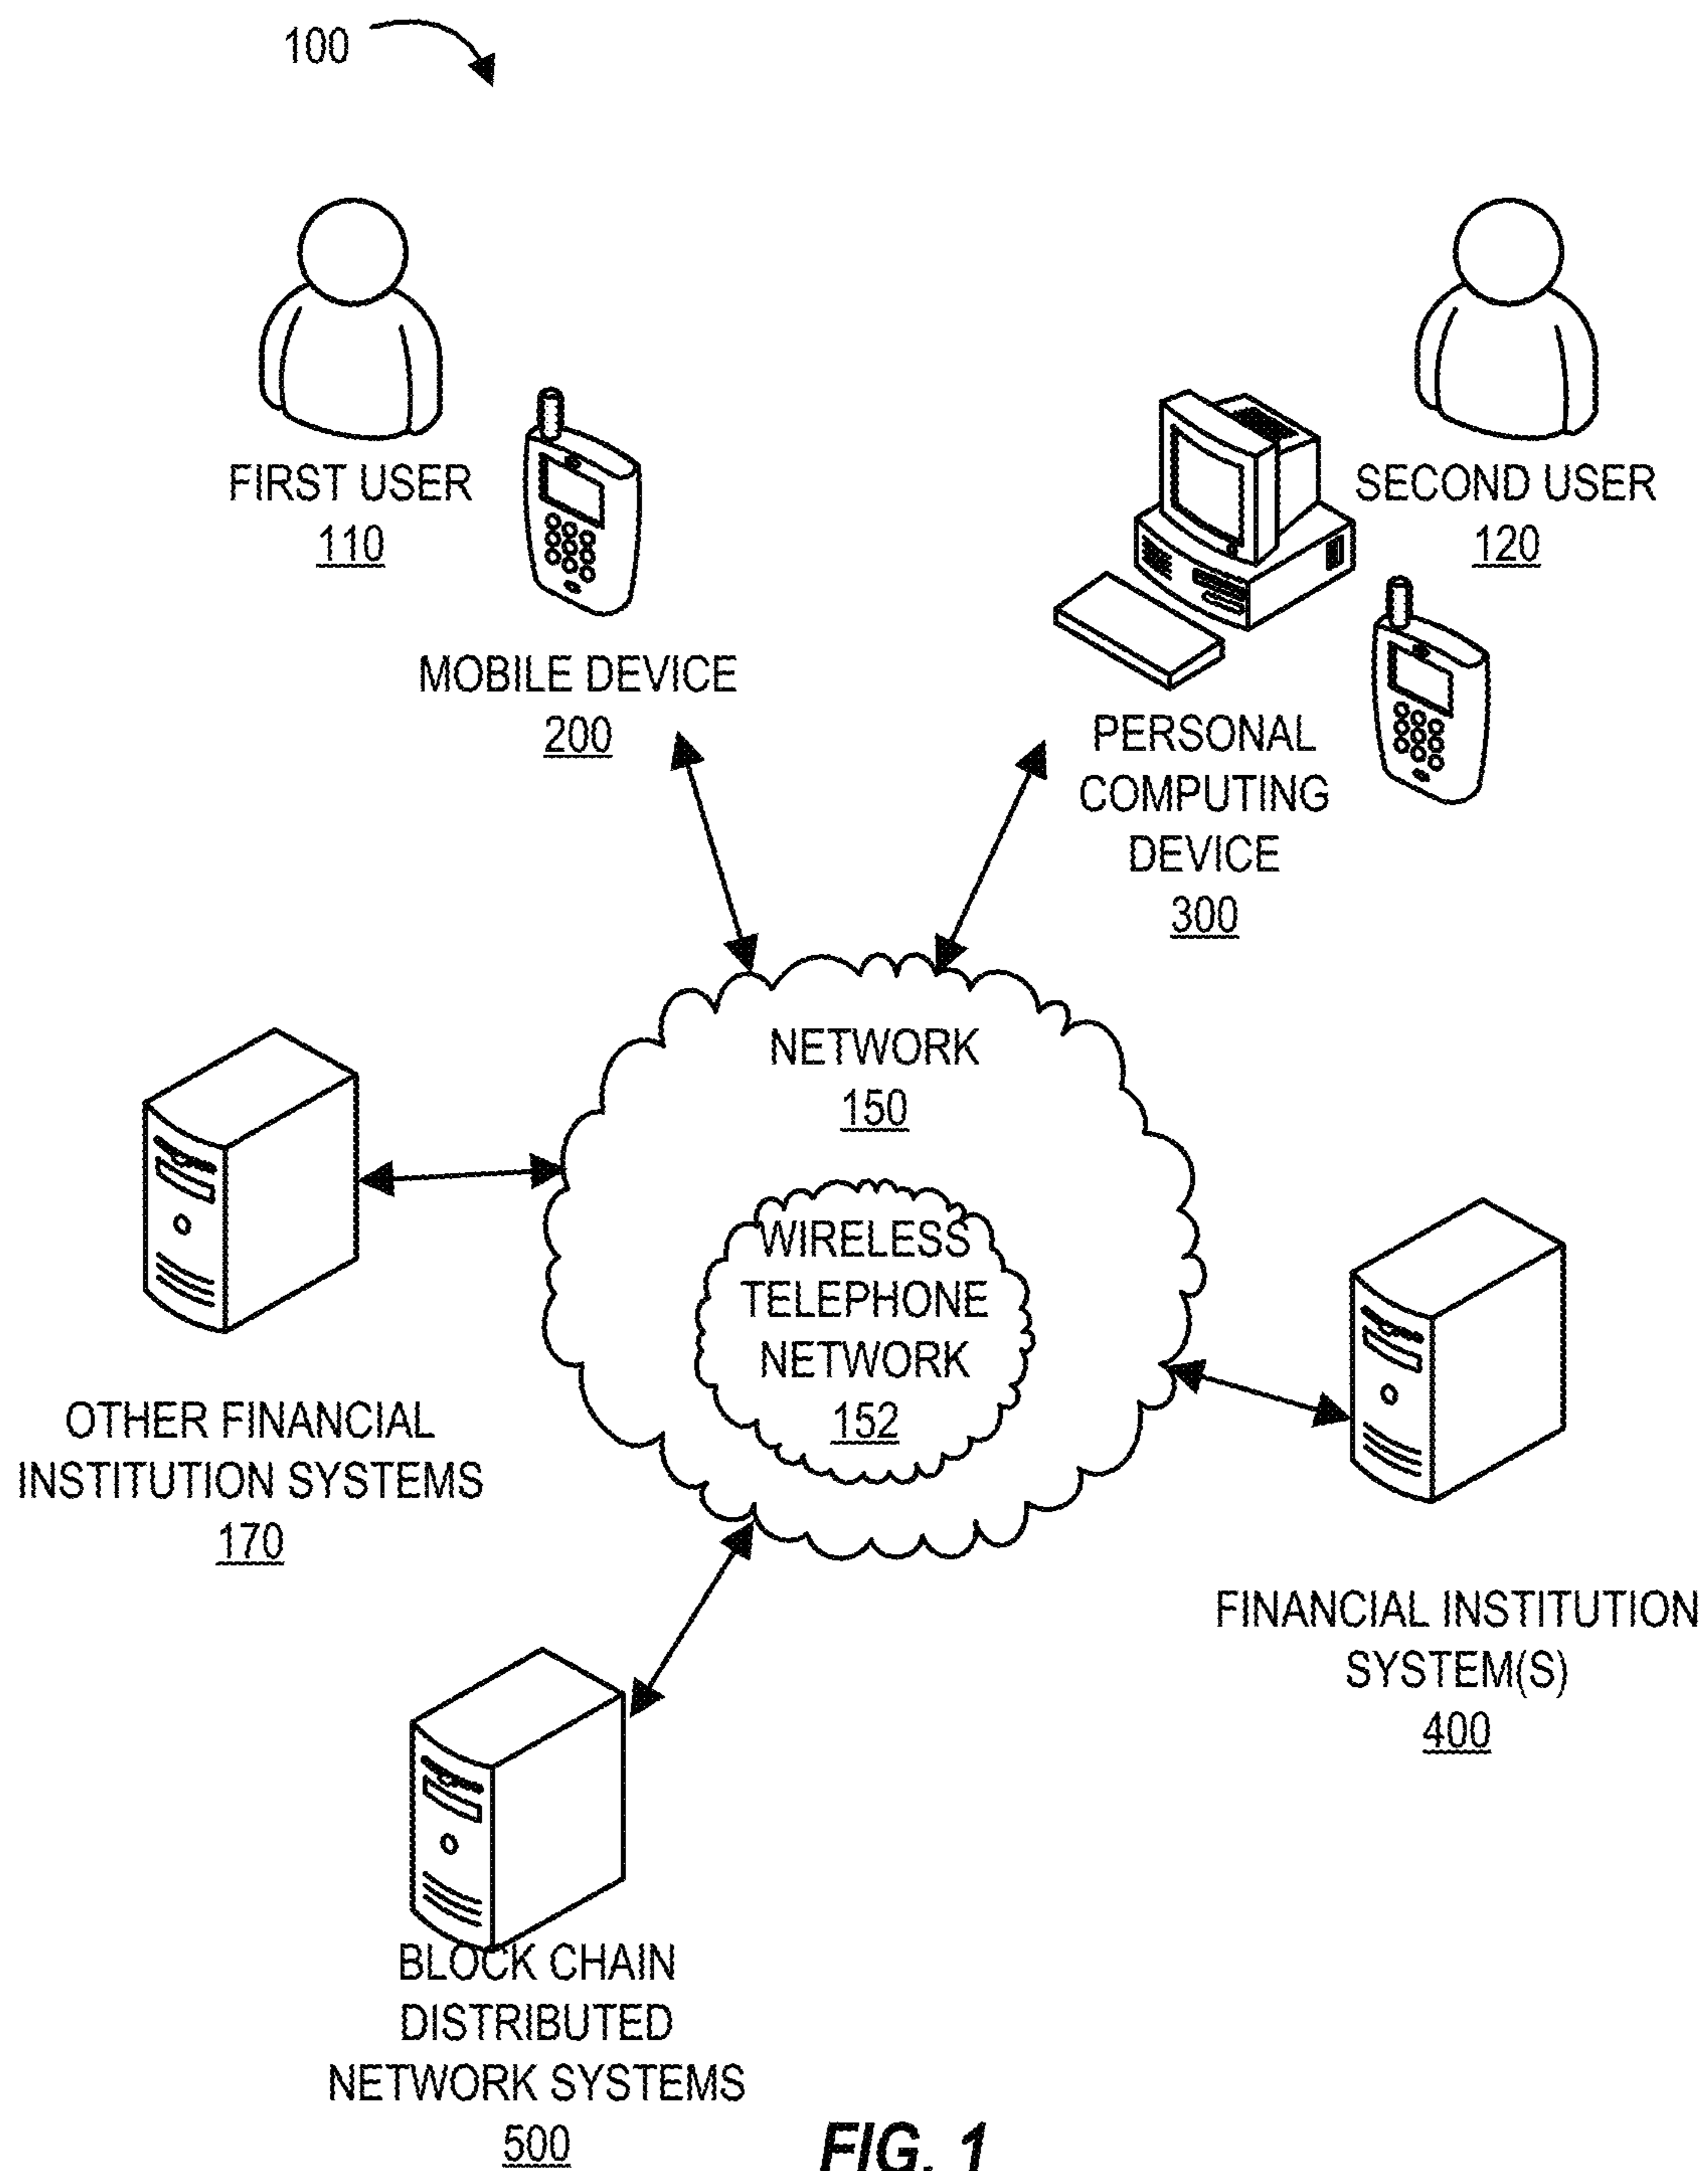 100
FIRST USER
110
SECOND USER
120
MOBILE DEVICE
200
PERSONAL
COMPUTING
DEVICE
300
NETWORK
150
WIRELESS
TELEPHONE
NETWORK
152
OTHER FINANCIAL
INSTITUTION SYSTEMS
170
FINANCIAL INSTITUTION
SYSTEM(S)
400
BLOCK CHAIN
DISTRIBUTED
NETWORK SYSTEMS
500
FIG. 1